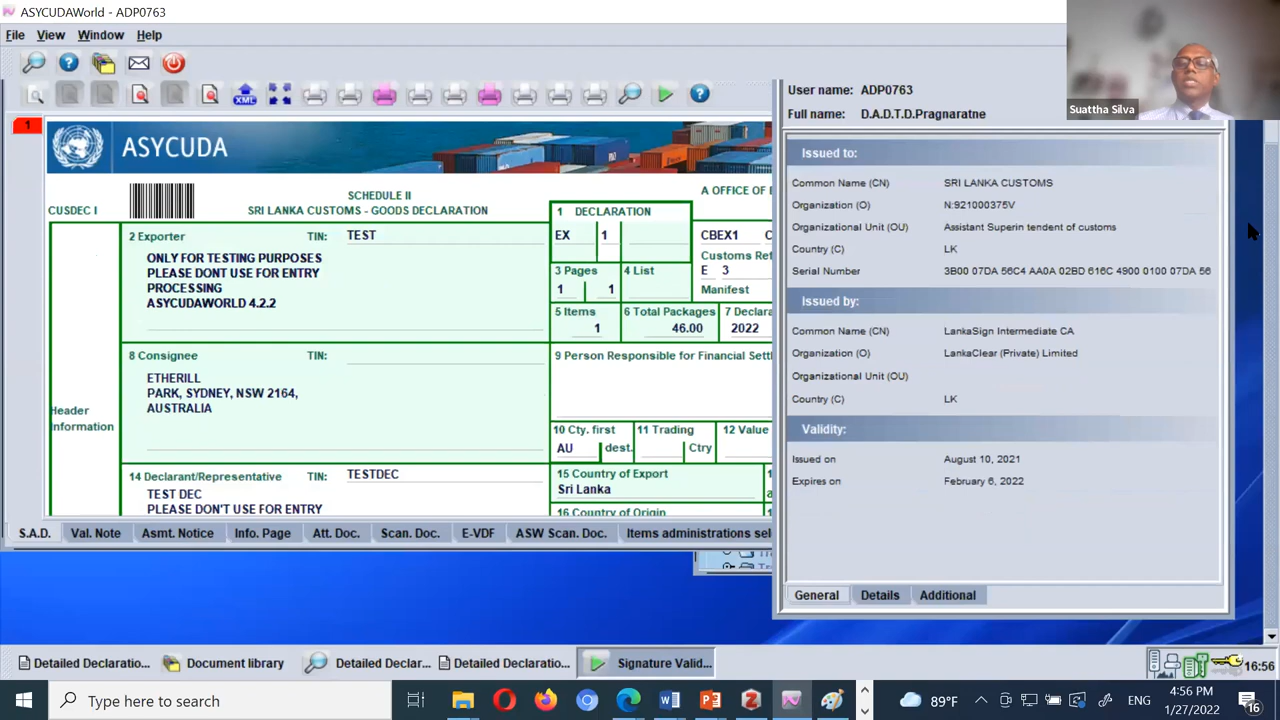 ASYCUDAWorld - ADP0763
File View Window Help
Suattha Silva
User name: ADP0763
Full name: D.A.D.T.D.Pragnaratne
XML
1
ASYCUDA
CUSDEC I
SCHEDULE II
SRI LANKA CUSTOMS - GOODS DECLARATION
A OFFICE OF
1 DECLARATION
EX 1
CBEX1 C
2 Exporter TIN: TEST
ONLY FOR TESTING PURPOSES
PLEASE DONT USE FOR ENTRY
PROCESSING
ASYCUDAWORLD 4.2.2
Customs Ref
E 3
Manifest
3 Pages 4 List
1 1
5 Items 6 Total Packages 7 Declara
1 46.00 2022
8 Consignee TIN:
ETHERILL
PARK, SYDNEY, NSW 2164,
AUSTRALIA
9 Person Responsible for Financial Settl
Header
Information
10 Cty. first 11 Trading 12 Value
AU dest. Ctry
14 Declarant/Representative TIN: TESTDEC
TEST DEC
PLEASE DON'T USE FOR ENTRY
15 Country of Export
Sri Lanka
16 Country of Origin
S.A.D. Val. Note Asmt. Notice Info. Page Att. Doc. Scan. Doc. E-VDF ASW Scan. Doc. Items administrations sel
Issued to:
Common Name (CN) SRI LANKA CUSTOMS
Organization (O) N:921000375V
Organizational Unit (OU) Assistant Superin tendent of customs
Country (C) LK
Serial Number 3B00 07DA 56C4 AA0A 02BD 616C 4900 0100 07DA 56
Issued by:
Common Name (CN) LankaSign Intermediate CA
Organization (O) LankaClear (Private) Limited
Organizational Unit (OU)
Country (C) LK
Validity:
Issued on August 10, 2021
Expires on February 6, 2022
General Details Additional
Detailed Declaratio... Document library Detailed Declar... Detailed Declaratio... Signature Valid... 16:56
Type here to search
89°F ENG
4:56 PM
1/27/2022
16